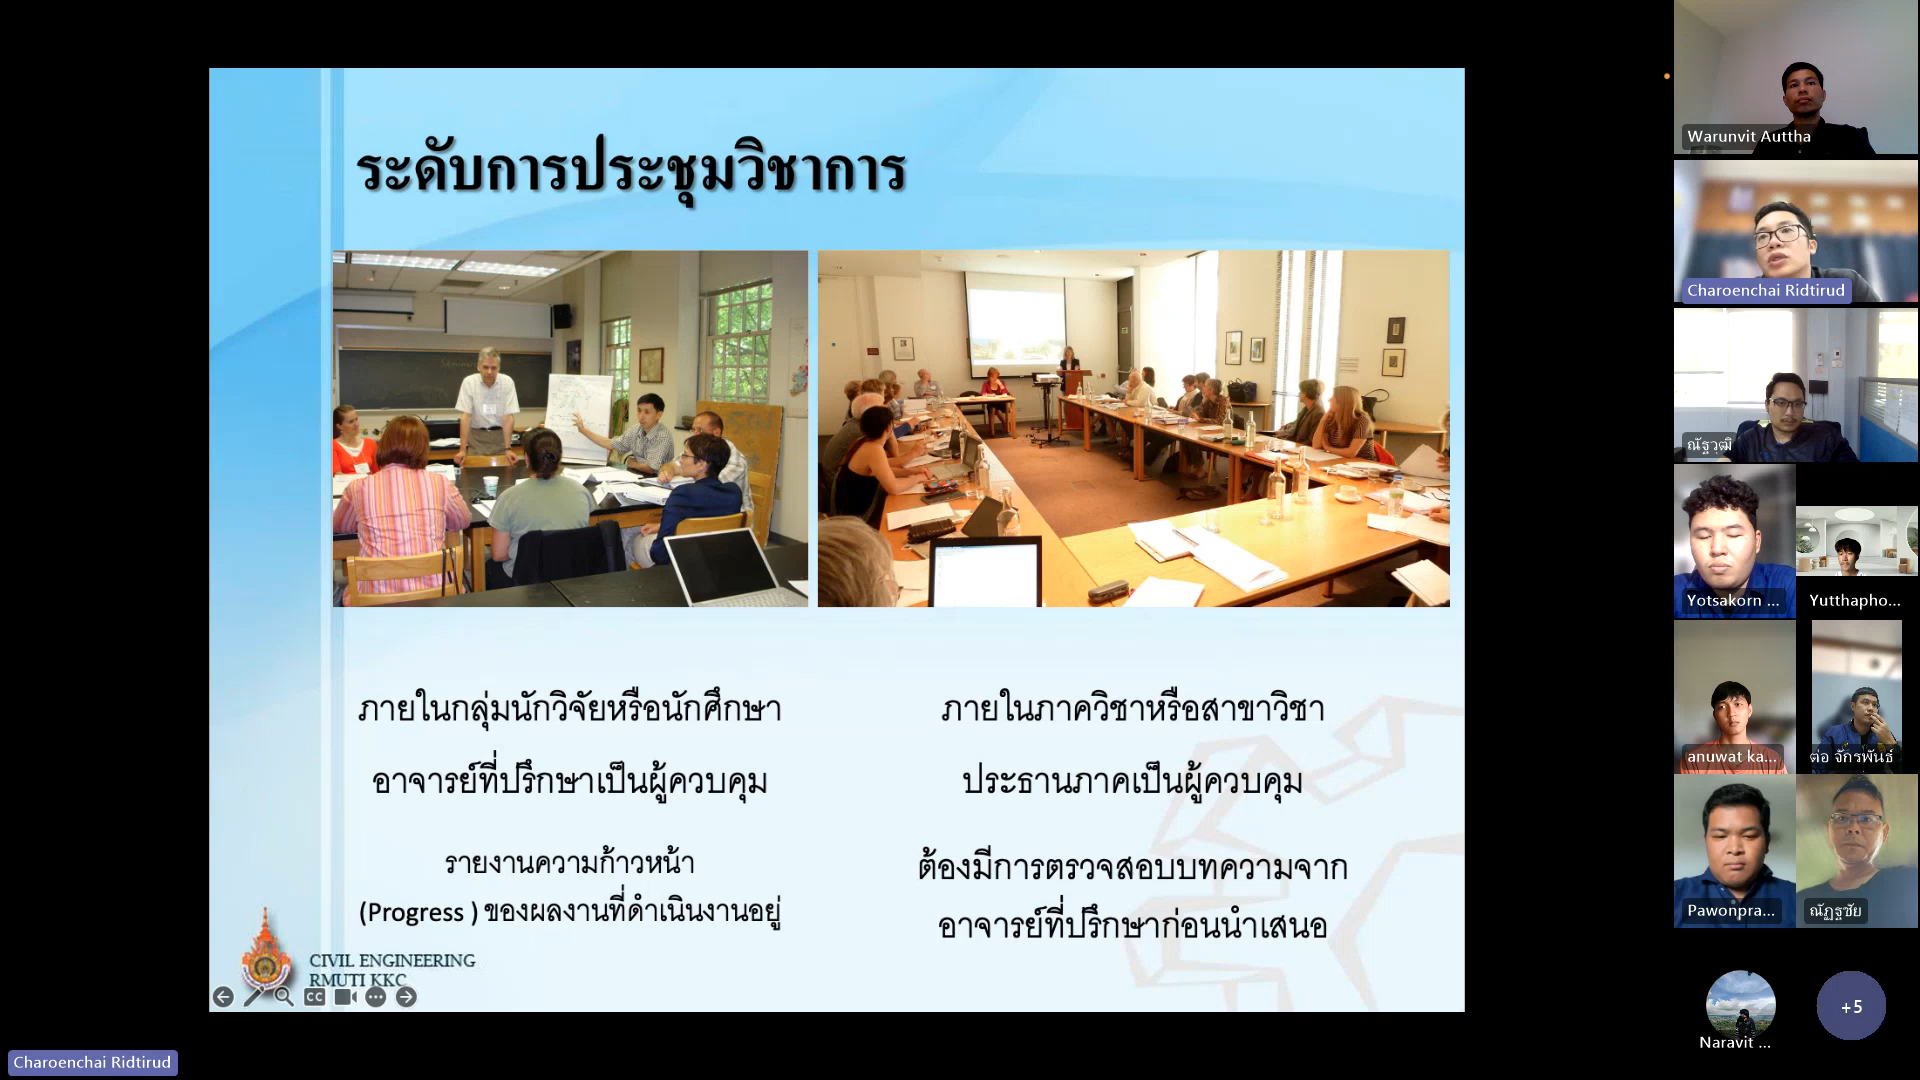 ระดับการประชุมวิชาการ
ภายในกลุ่มนักวิจัยหรือนักศึกษา
อาจารย์ที่ปรึกษาเป็นผู้ควบคุม
รายงานความก้าวหน้า
(Progress ) ของผลงานที่ดำเนินงานอยู่
ภายในภาควิชาหรือสาขาวิชา
ประธานภาคเป็นผู้ควบคุม
ต้องมีการตรวจสอบบทความจาก
อาจารย์ที่ปรึกษาก่อนนำเสนอ
CIVIL ENGINEERING
RMUTI KKC
CC
Charoenchai Ridtirud
Warunvit Auttha
Charoenchai Ridtirud
ณัฐวุฒิ
Yotsakorn ...
Yutthapho...
anuwat ka...
ต่อ จักรพันธ์
Pawonpra...
ณัฏฐชัย
Naravit ...
+5